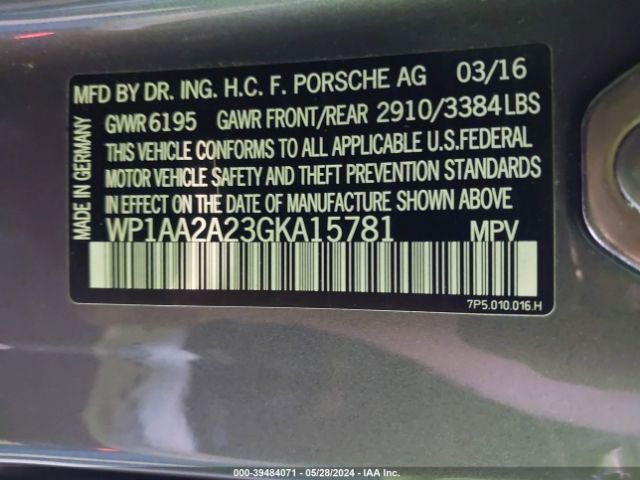 MFD BY DR. ING. H.C. F. PORSCHE AG 03/16
GVWR 6195 GAWR FRONT/REAR 2910/3384 LBS
THIS VEHICLE CONFORMS TO ALL APPLICABLE U.S.FEDERAL
MOTOR VEHICLE SAFETY AND THEFT PREVENTION STANDARDS
IN EFFECT ON THE DATE OF MANUFACTURE SHOWN ABOVE
WP1AA2A23GKA15781 MPV
7P5.010.016.H
MADE IN GERMANY
© - 39484071 - 05/28/2024 - IAA Inc.